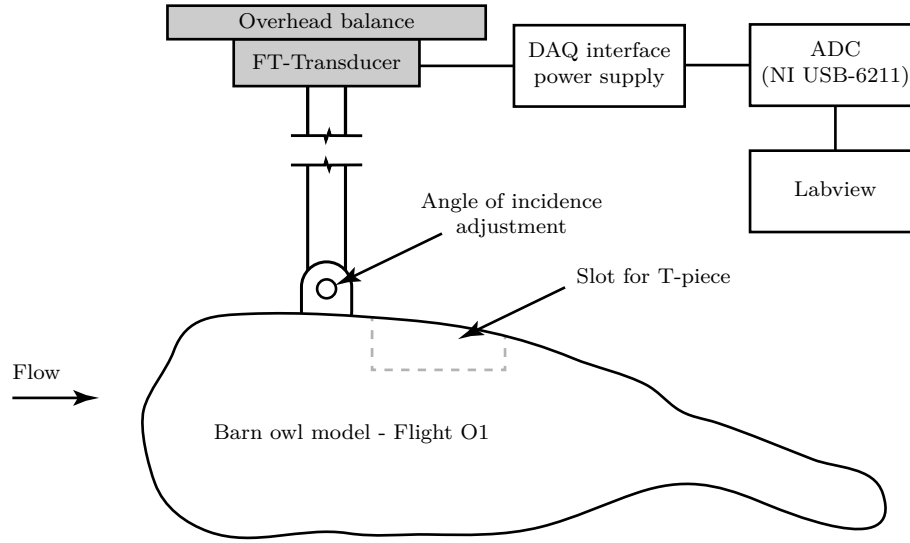 Overhead balance
FT-Transducer
DAQ interface
power supply
ADC
(NI USB-6211)
Labview
Angle of incidence
adjustment
Slot for T-piece
Flow
Barn owl model - Flight O1